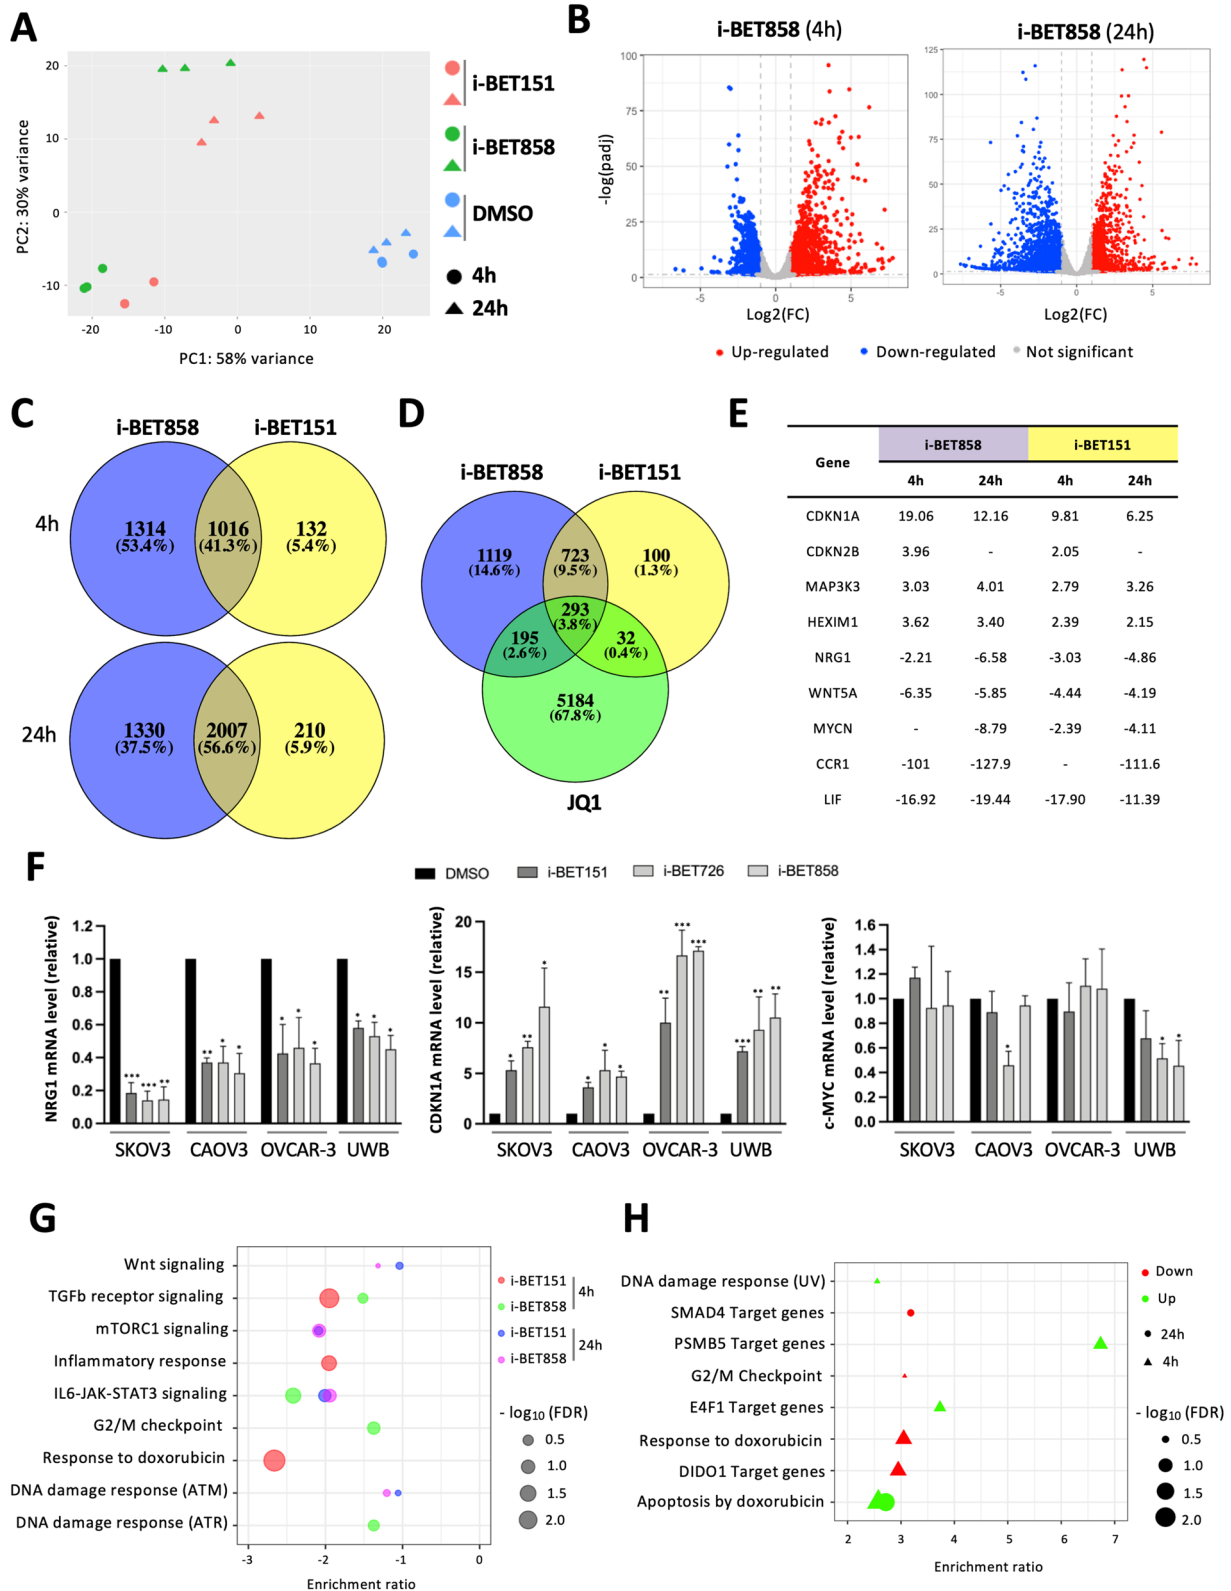 A
20
10
0
-10
PC2: 30% variance
-20
-10
0
10
20
PC1: 58% variance
i-BET151
i-BET858
DMSO
4h
24h
B
i-BET858 (4h)
i-BET858 (24h)
100
75
50
25
0
-log(padj)
-5
0
5
Log2(FC)
125
100
75
50
25
0
-5
0
5
Log2(FC)
Up-regulated
Down-regulated
Not significant
C
i-BET858
i-BET151
4h
1314
(53.4%)
1016
(41.3%)
132
(5.4%)
24h
1330
(37.5%)
2007
(56.6%)
210
(5.9%)
D
i-BET858
i-BET151
1119
(14.6%)
723
(9.5%)
100
(1.3%)
293
(3.8%)
195
(2.6%)
32
(0.4%)
5184
(67.8%)
JQ1
E
Gene i-BET858 i-BET151
4h 24h 4h 24h
CDKN1A 19.06 12.16 9.81 6.25
CDKN2B 3.96 - 2.05 -
MAP3K3 3.03 4.01 2.79 3.26
HEXIM1 3.62 3.40 2.39 2.15
NRG1 -2.21 -6.58 -3.03 -4.86
WNT5A -6.35 -5.85 -4.44 -4.19
MYCN - -8.79 -2.39 -4.11
CCR1 -101 -127.9 - -111.6
LIF -16.92 -19.44 -17.90 -11.39
F
DMSO i-BET151 i-BET726 i-BET858
NRG1 mRNA level (relative)
1.2
1.0
0.8
0.6
0.4
0.2
0.0
*** *** **
** * *
* * *
* * *
SKOV3 CAOV3 OVCAR-3 UWB
CDKN1A mRNA level (relative)
20
15
10
5
0
* ** *
* * *
** *** ***
*** ** **
SKOV3 CAOV3 OVCAR-3 UWB
c-MYC mRNA level (relative)
1.6
1.4
1.2
1.0
0.8
0.6
0.4
0.2
0.0
*
* *
SKOV3 CAOV3 OVCAR-3 UWB
G
Wnt signaling
TGFb receptor signaling
mTORC1 signaling
Inflammatory response
IL6-JAK-STAT3 signaling
G2/M checkpoint
Response to doxorubicin
DNA damage response (ATM)
DNA damage response (ATR)
-3
-2
-1
0
Enrichment ratio
i-BET151
i-BET858
4h
i-BET151
i-BET858
24h
- log10 (FDR)
0.5
1.0
1.5
2.0
H
DNA damage response (UV)
SMAD4 Target genes
PSMB5 Target genes
G2/M Checkpoint
E4F1 Target genes
Response to doxorubicin
DIDO1 Target genes
Apoptosis by doxorubicin
2
3
4
5
6
7
Enrichment ratio
Down
Up
24h
4h
- log10 (FDR)
0.5
1.0
1.5
2.0